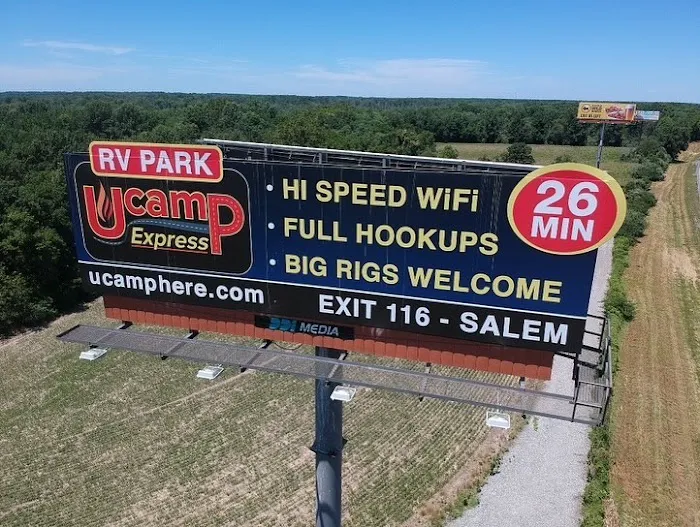 RV PARK
UcamP
Express
• HI SPEED WiFi
• FULL HOOKUPS
• BIG RIGS WELCOME
26
MIN
ucamphere.com
EXIT 116 - SALEM
MEDIA